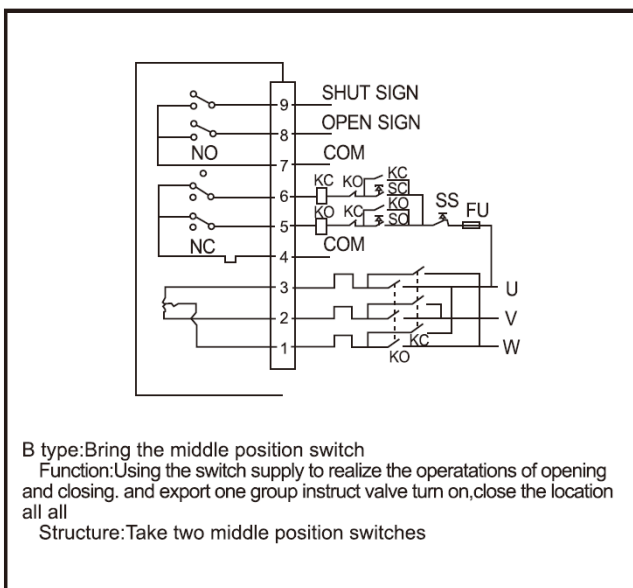 9 SHUT SIGN
8 OPEN SIGN
NO
7 COM
KC KO KC
6 SC SS FU
KO KC KO
5 SO
NC COM
4
3 U
2 V
1 KC W
KO
B type:Bring the middle position switch
Function:Using the switch supply to realize the operatations of opening
and closing. and export one group instruct valve turn on,close the location
all all
Structure:Take two middle position switches